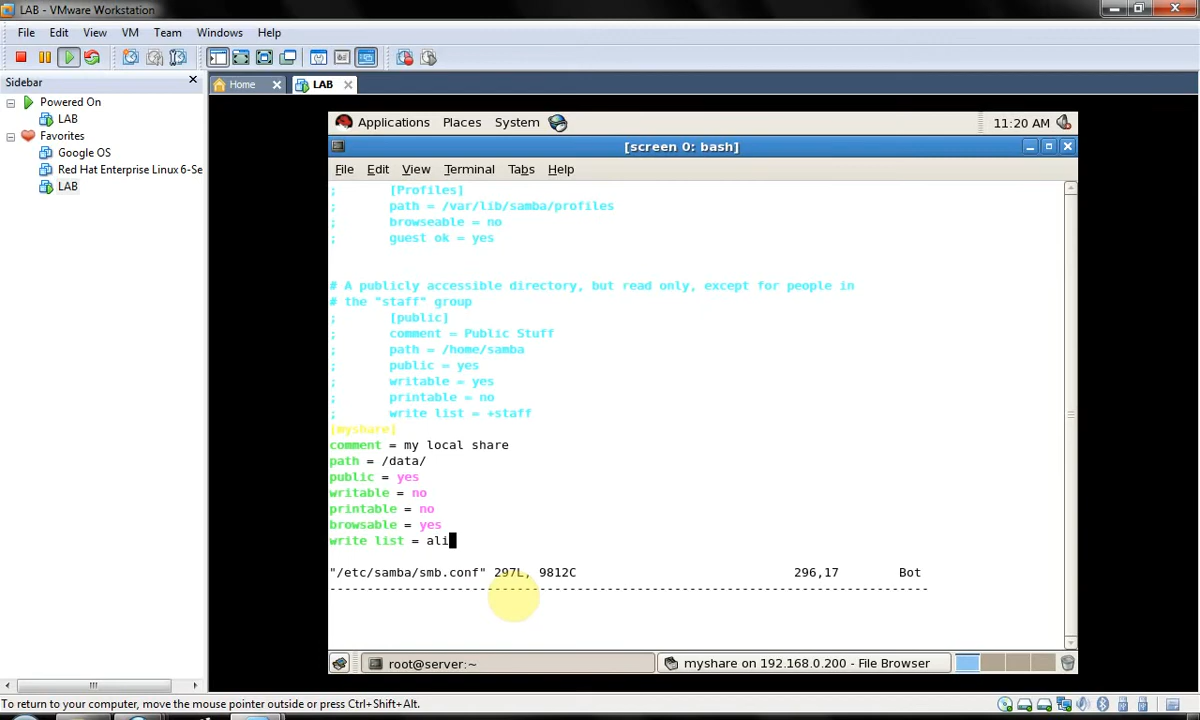 LAB - VMware Workstation
File Edit View VM Team Windows Help
Sidebar
Home LAB
Powered On
LAB
Favorites
Google OS
Red Hat Enterprise Linux 6-Se
LAB
Applications Places System 11:20 AM
[screen 0: bash]
File Edit View Terminal Tabs Help
; [Profiles]
; path = /var/lib/samba/profiles
; browseable = no
; guest ok = yes
# A publicly accessible directory, but read only, except for people in
# the "staff" group
; [public]
; comment = Public Stuff
; path = /home/samba
; public = yes
; writable = yes
; printable = no
; write list = +staff
[myshare]
comment = my local share
path = /data/
public = yes
writable = no
printable = no
browsable = yes
write list = ali
"/etc/samba/smb.conf" 297L, 9812C 296,17 Bot
--------------------------------------------------------------------------------
root@server:~ myshare on 192.168.0.200 - File Browser
To return to your computer, move the mouse pointer outside or press Ctrl+Shift+Alt.